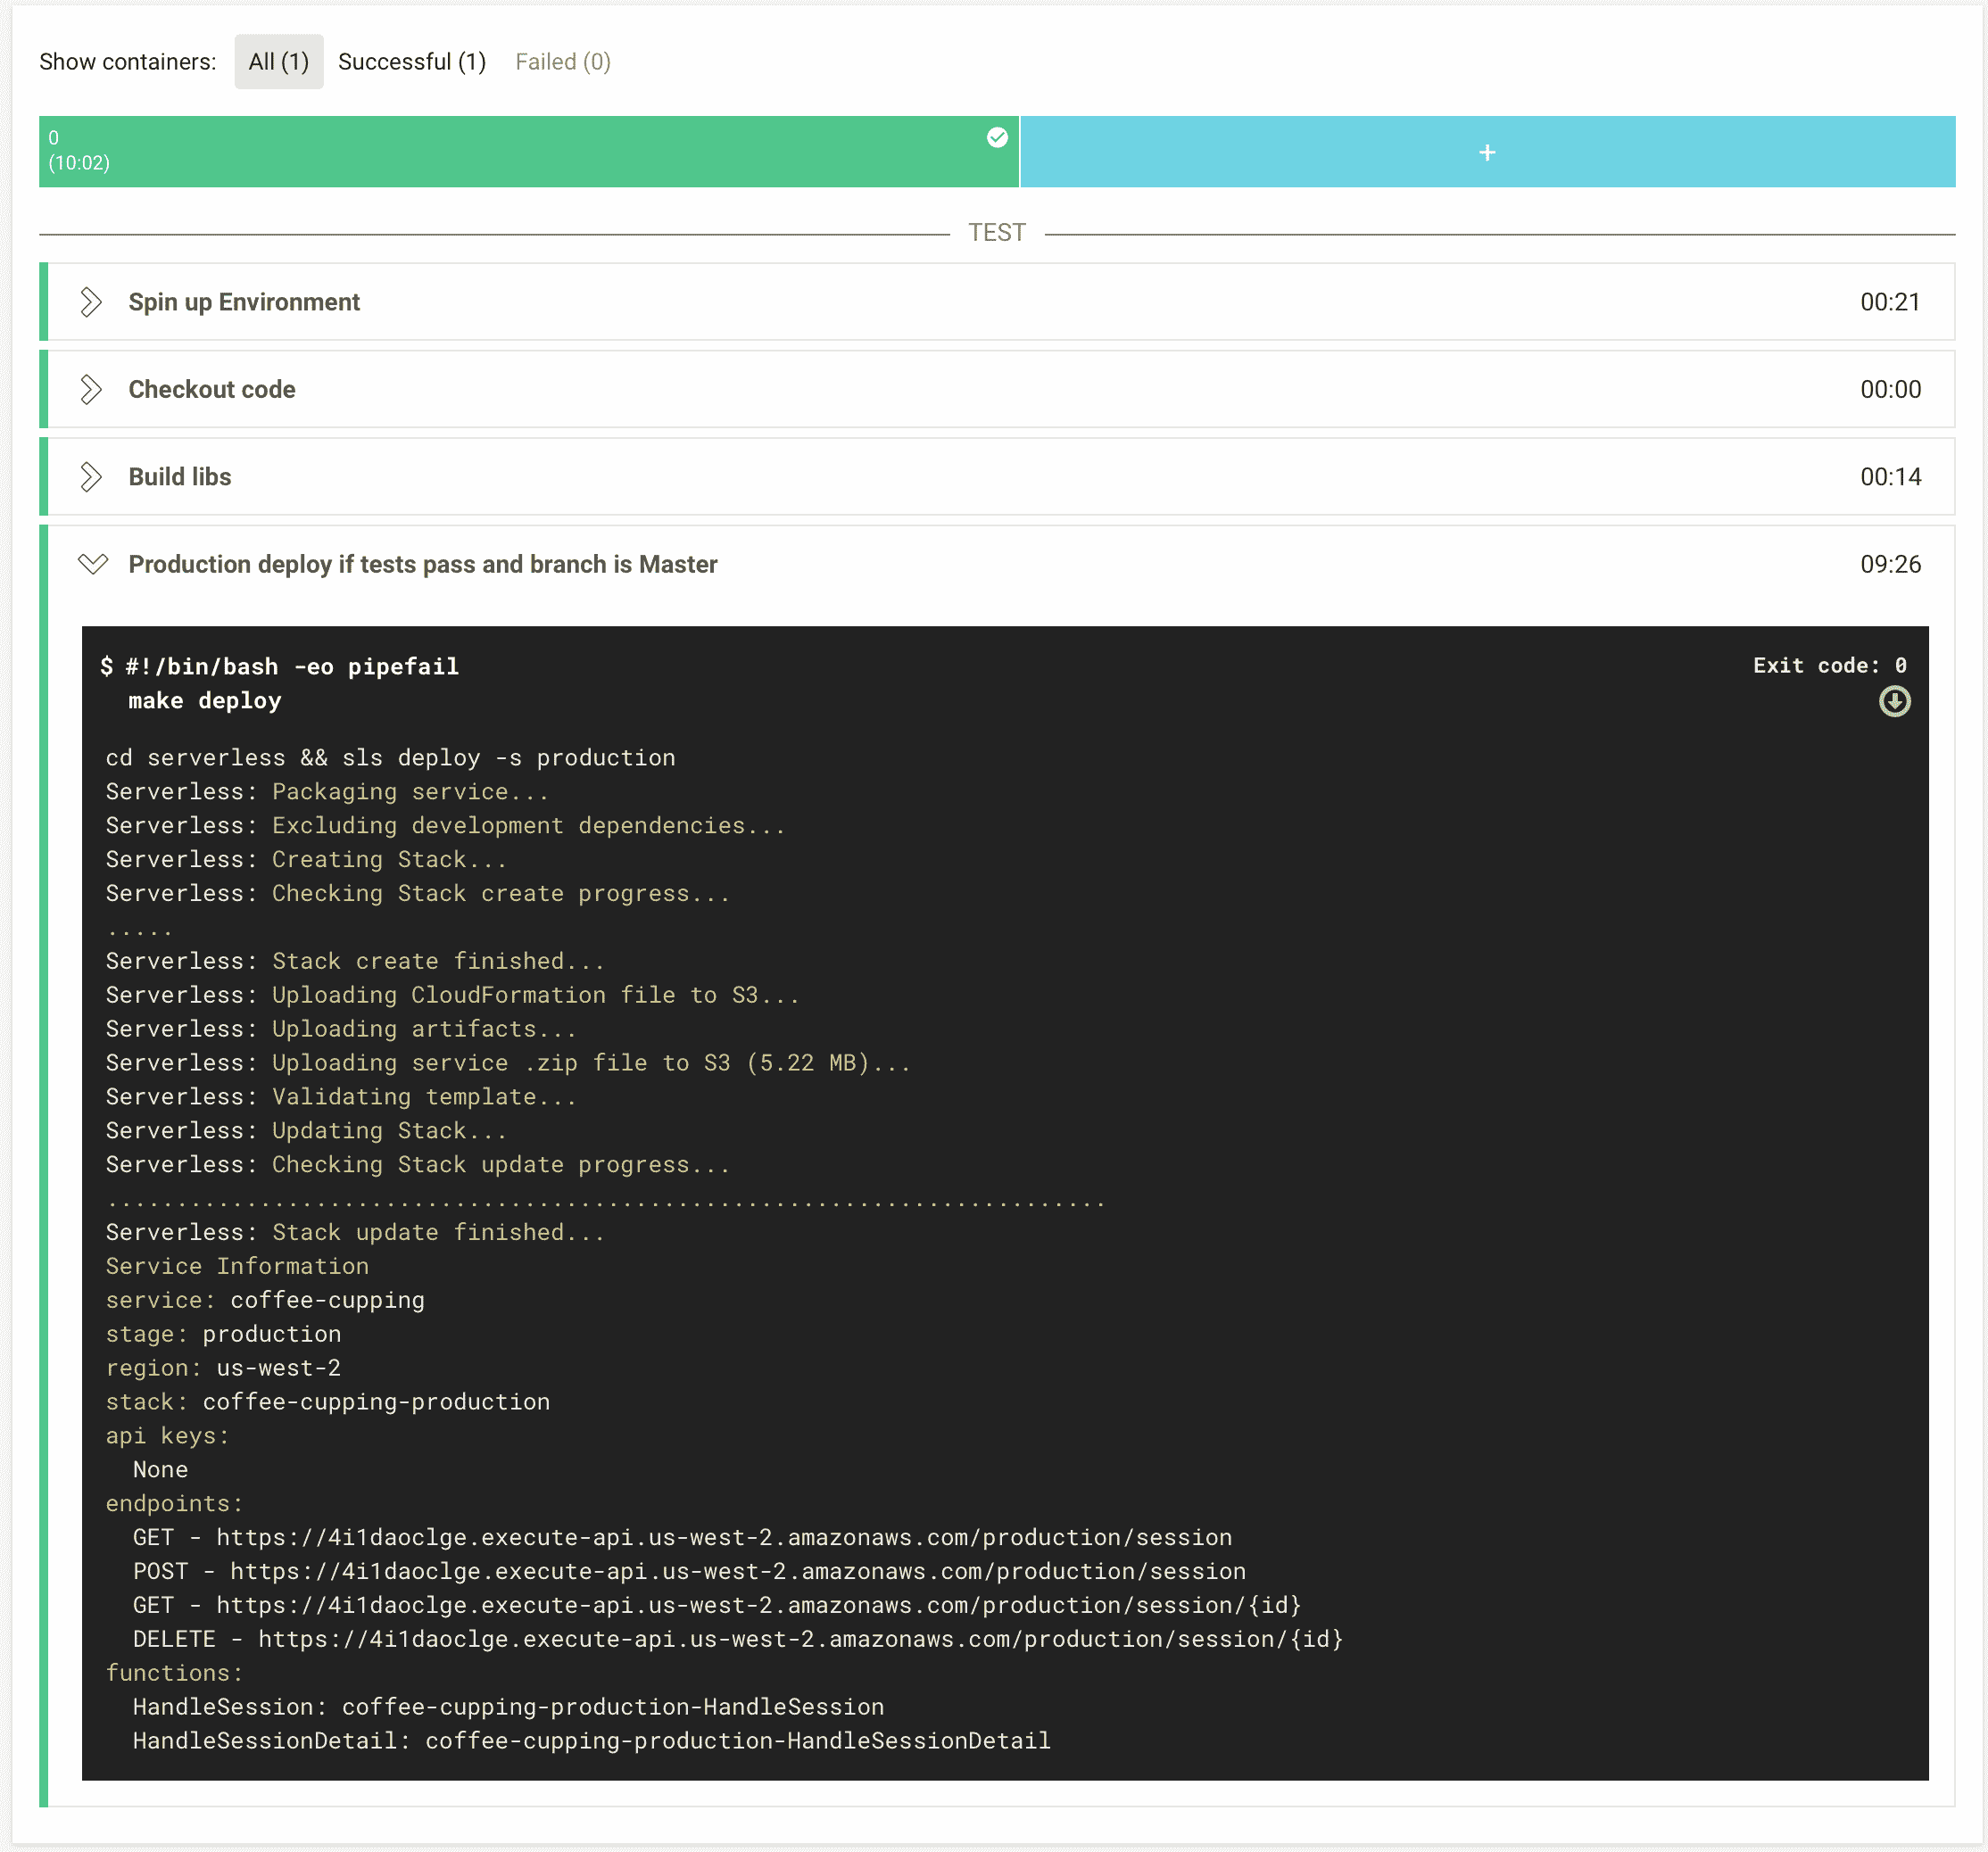 Show containers: All (1) Successful (1) Failed (0)
0
(10:02)
+
TEST
Spin up Environment 00:21
Checkout code 00:00
Build libs 00:14
Production deploy if tests pass and branch is Master 09:26
$ #!/bin/bash -eo pipefail Exit code: 0
make deploy
cd serverless && sls deploy -s production
Serverless: Packaging service...
Serverless: Excluding development dependencies...
Serverless: Creating Stack...
Serverless: Checking Stack create progress...
.....
Serverless: Stack create finished...
Serverless: Uploading CloudFormation file to S3...
Serverless: Uploading artifacts...
Serverless: Uploading service .zip file to S3 (5.22 MB)...
Serverless: Validating template...
Serverless: Updating Stack...
Serverless: Checking Stack update progress...
........................................................................
Serverless: Stack update finished...
Service Information
service: coffee-cupping
stage: production
region: us-west-2
stack: coffee-cupping-production
api keys:
None
endpoints:
GET - https://4i1daoclge.execute-api.us-west-2.amazonaws.com/production/session
POST - https://4i1daoclge.execute-api.us-west-2.amazonaws.com/production/session
GET - https://4i1daoclge.execute-api.us-west-2.amazonaws.com/production/session/{id}
DELETE - https://4i1daoclge.execute-api.us-west-2.amazonaws.com/production/session/{id}
functions:
HandleSession: coffee-cupping-production-HandleSession
HandleSessionDetail: coffee-cupping-production-HandleSessionDetail